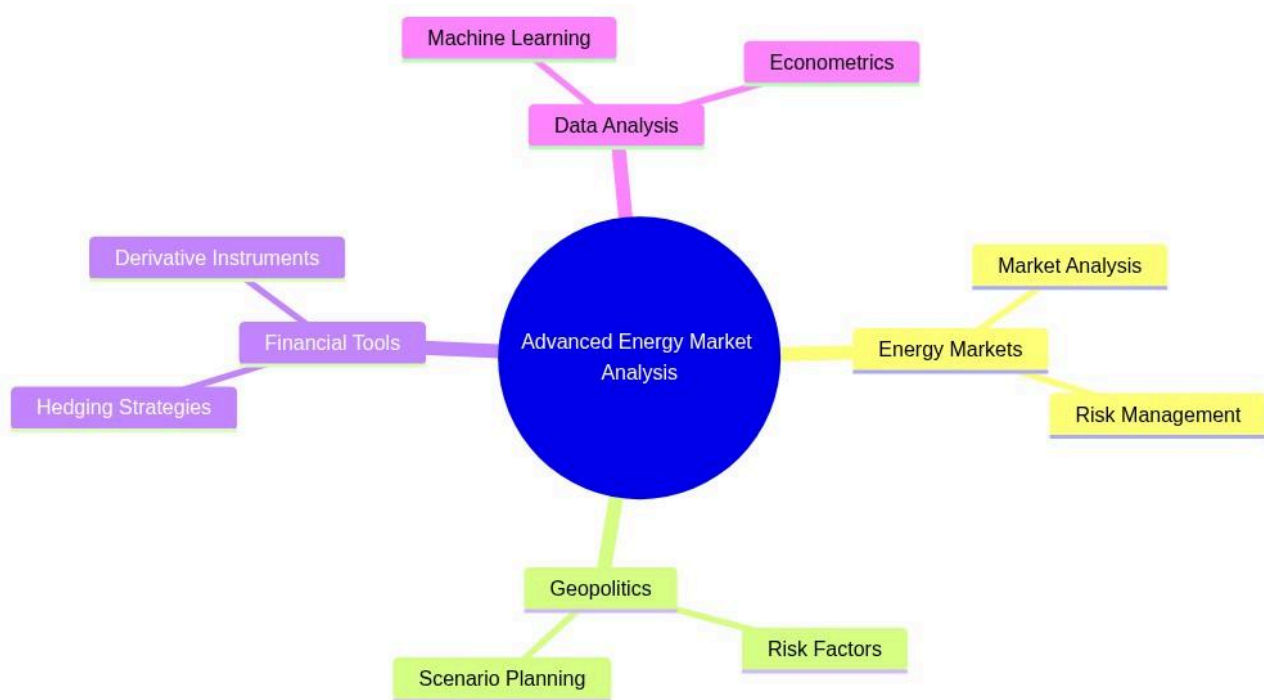 Machine Learning
Econometrics
Data Analysis
Derivative Instruments
Market Analysis
Financial Tools
Advanced Energy Market
Analysis
Energy Markets
Hedging Strategies
Risk Management
Geopolitics
Risk Factors
Scenario Planning